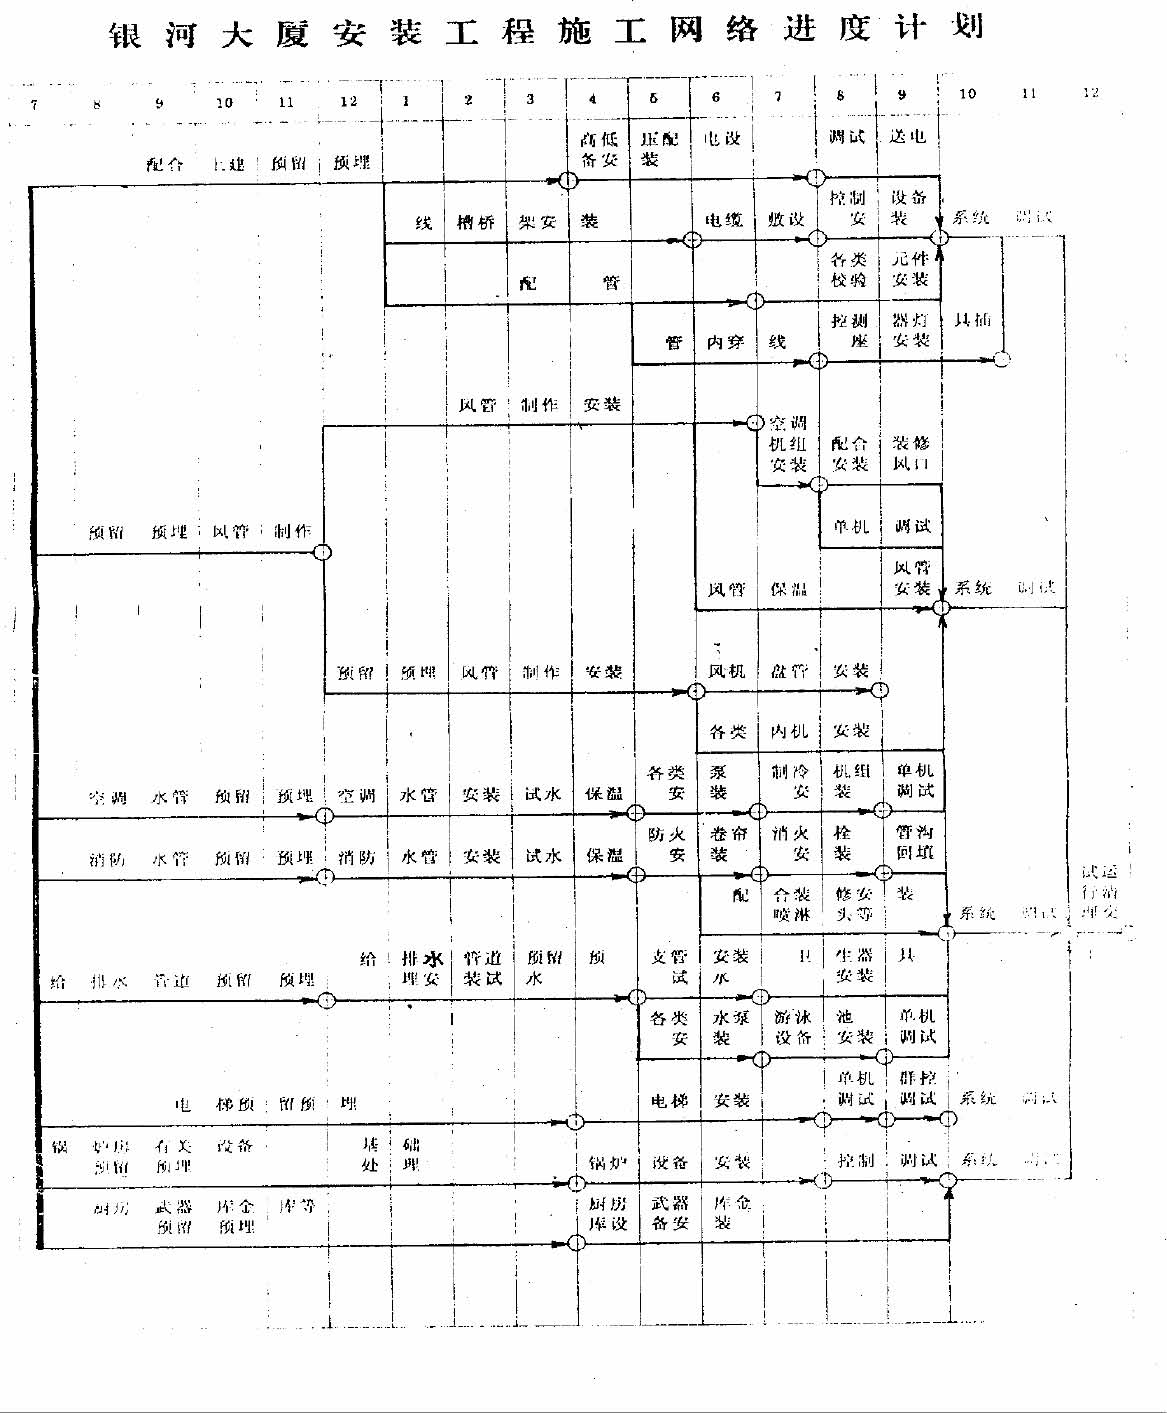 银河大厦安装工程施工网络进度计划
7 8 9 10 11 12 1 2 3 4 5 6 7 8 9 10 11 12
高低 压配 电设 调试 送电
配合 土建 预留 预埋 备安 装
控制 设备
线 槽桥 架安 装 电缆 敷设 安 装 系统 调试
各类 元件
配 管 校验 安装
控测 器灯 具插
管 内穿 线 座 安装
风管 制作 安装
空调
机组 配合 装修
安装 安装 风口
预留 预埋 风管 制作 单机 调试
风管
风管 保温 安装 系统 调试
预留 预埋 风管 制作 安装 风机 盘管 安装
各类 内机 安装
各类 泵 制冷 机组 单机
空调 水管 预留 预埋 空调 水管 安装 试水 保温 安 装 安 装 调试
防火 卷帘 消火 栓 管沟
消防 水管 预留 预埋 消防 水管 安装 试水 保温 安 装 安 装 回填
试运
配 合装 修安 装 行清
喷淋 头等 系统 调试 理交
给 排水 管道 预留 预 支管 安装 卫 生器 具
给 排水 管道 预留 预埋 埋安 装试 水 试 水 安装
各类 水泵 游泳 池 单机
安 装 设备 安装 调试
单机 群控
电 梯预 留预 埋 电梯 安装 调试 调试 系统 调试
锅 炉房 有关 设备 基 础
预留 预埋 处 理 锅炉 设备 安装 控制 调试 系统 调试
厨房 武器 库金 库等 厨房 武器 库金
预留 预埋 库设 备安 装